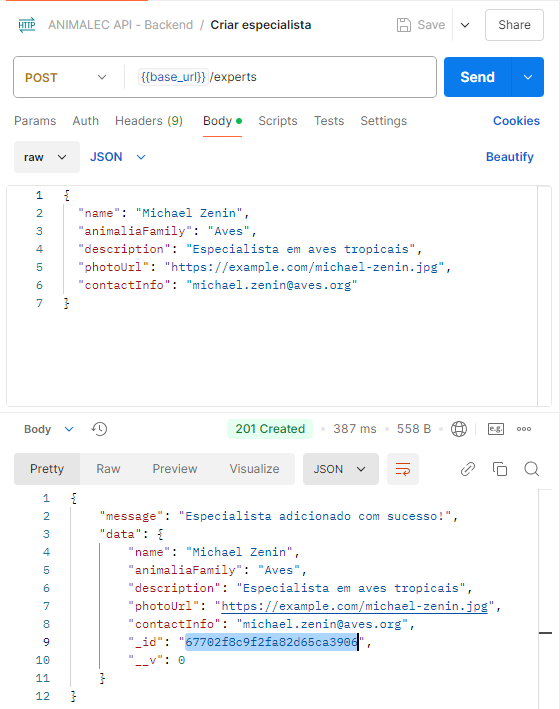 HTTP ANIMALEC API - Backend / Criar especialista Save Share
POST {{base_url}} /experts Send
Params Auth Headers (9) Body Scripts Tests Settings Cookies
raw JSON Beautify
1 {
2 "name": "Michael Zenin",
3 "animaliaFamily": "Aves",
4 "description": "Especialista em aves tropicais",
5 "photoUrl": "https://example.com/michael-zenin.jpg",
6 "contactInfo": "michael.zenin@aves.org"
7 }
Body 201 Created • 387 ms • 558 B e.g.
Pretty Raw Preview Visualize JSON
1 {
2 "message": "Especialista adicionado com sucesso!",
3 "data": {
4 "name": "Michael Zenin",
5 "animaliaFamily": "Aves",
6 "description": "Especialista em aves tropicais",
7 "photoUrl": "https://example.com/michael-zenin.jpg",
8 "contactInfo": "michael.zenin@aves.org",
9 "_id": "67702f8c9f2fa82d65ca3906",
10 "__v": 0
11 }
12 }